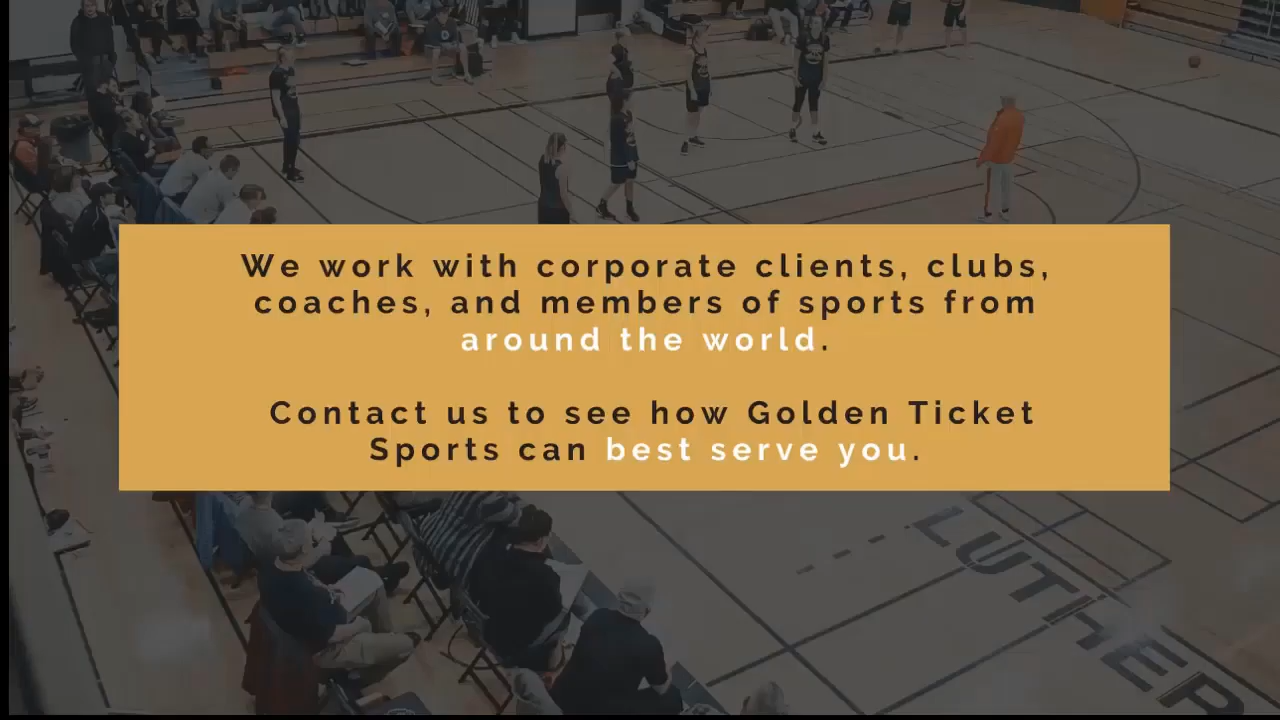 We work with corporate clients, clubs,
coaches, and members of sports from
around the world.
Contact us to see how Golden Ticket
Sports can best serve you.
LUTHER